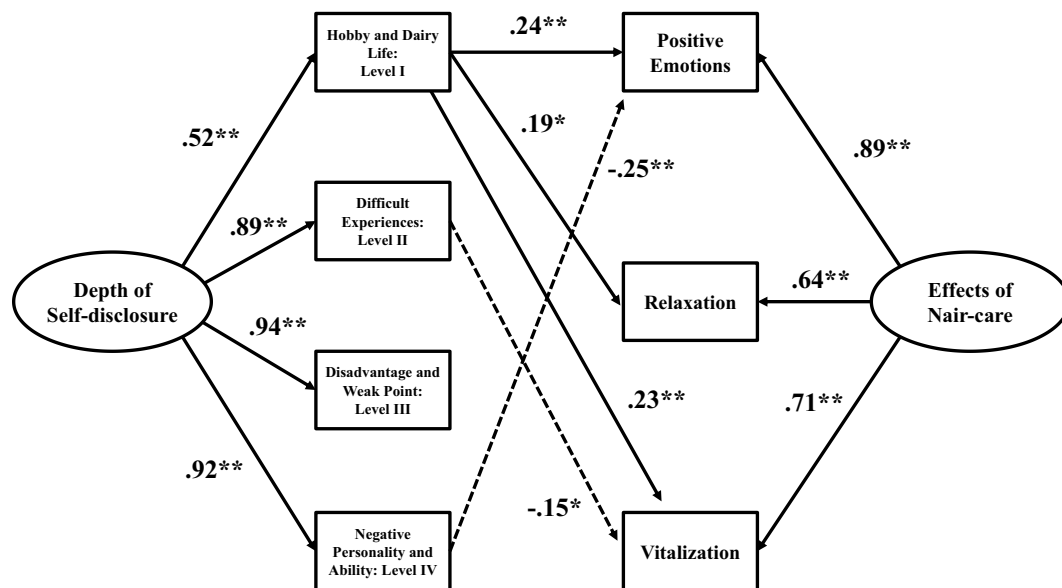 Hobby and Dairy
Life:
Level I
.24**
Positive
Emotions
.52**
.19*
-.25**
.89**
Difficult
Experiences:
Level II
.89**
Depth of
Self-disclosure
Relaxation
.64**
Effects of
Nair-care
.94**
Disadvantage and
Weak Point:
Level III
.23**
.71**
.92**
-.15*
Negative
Personality and
Ability: Level IV
Vitalization